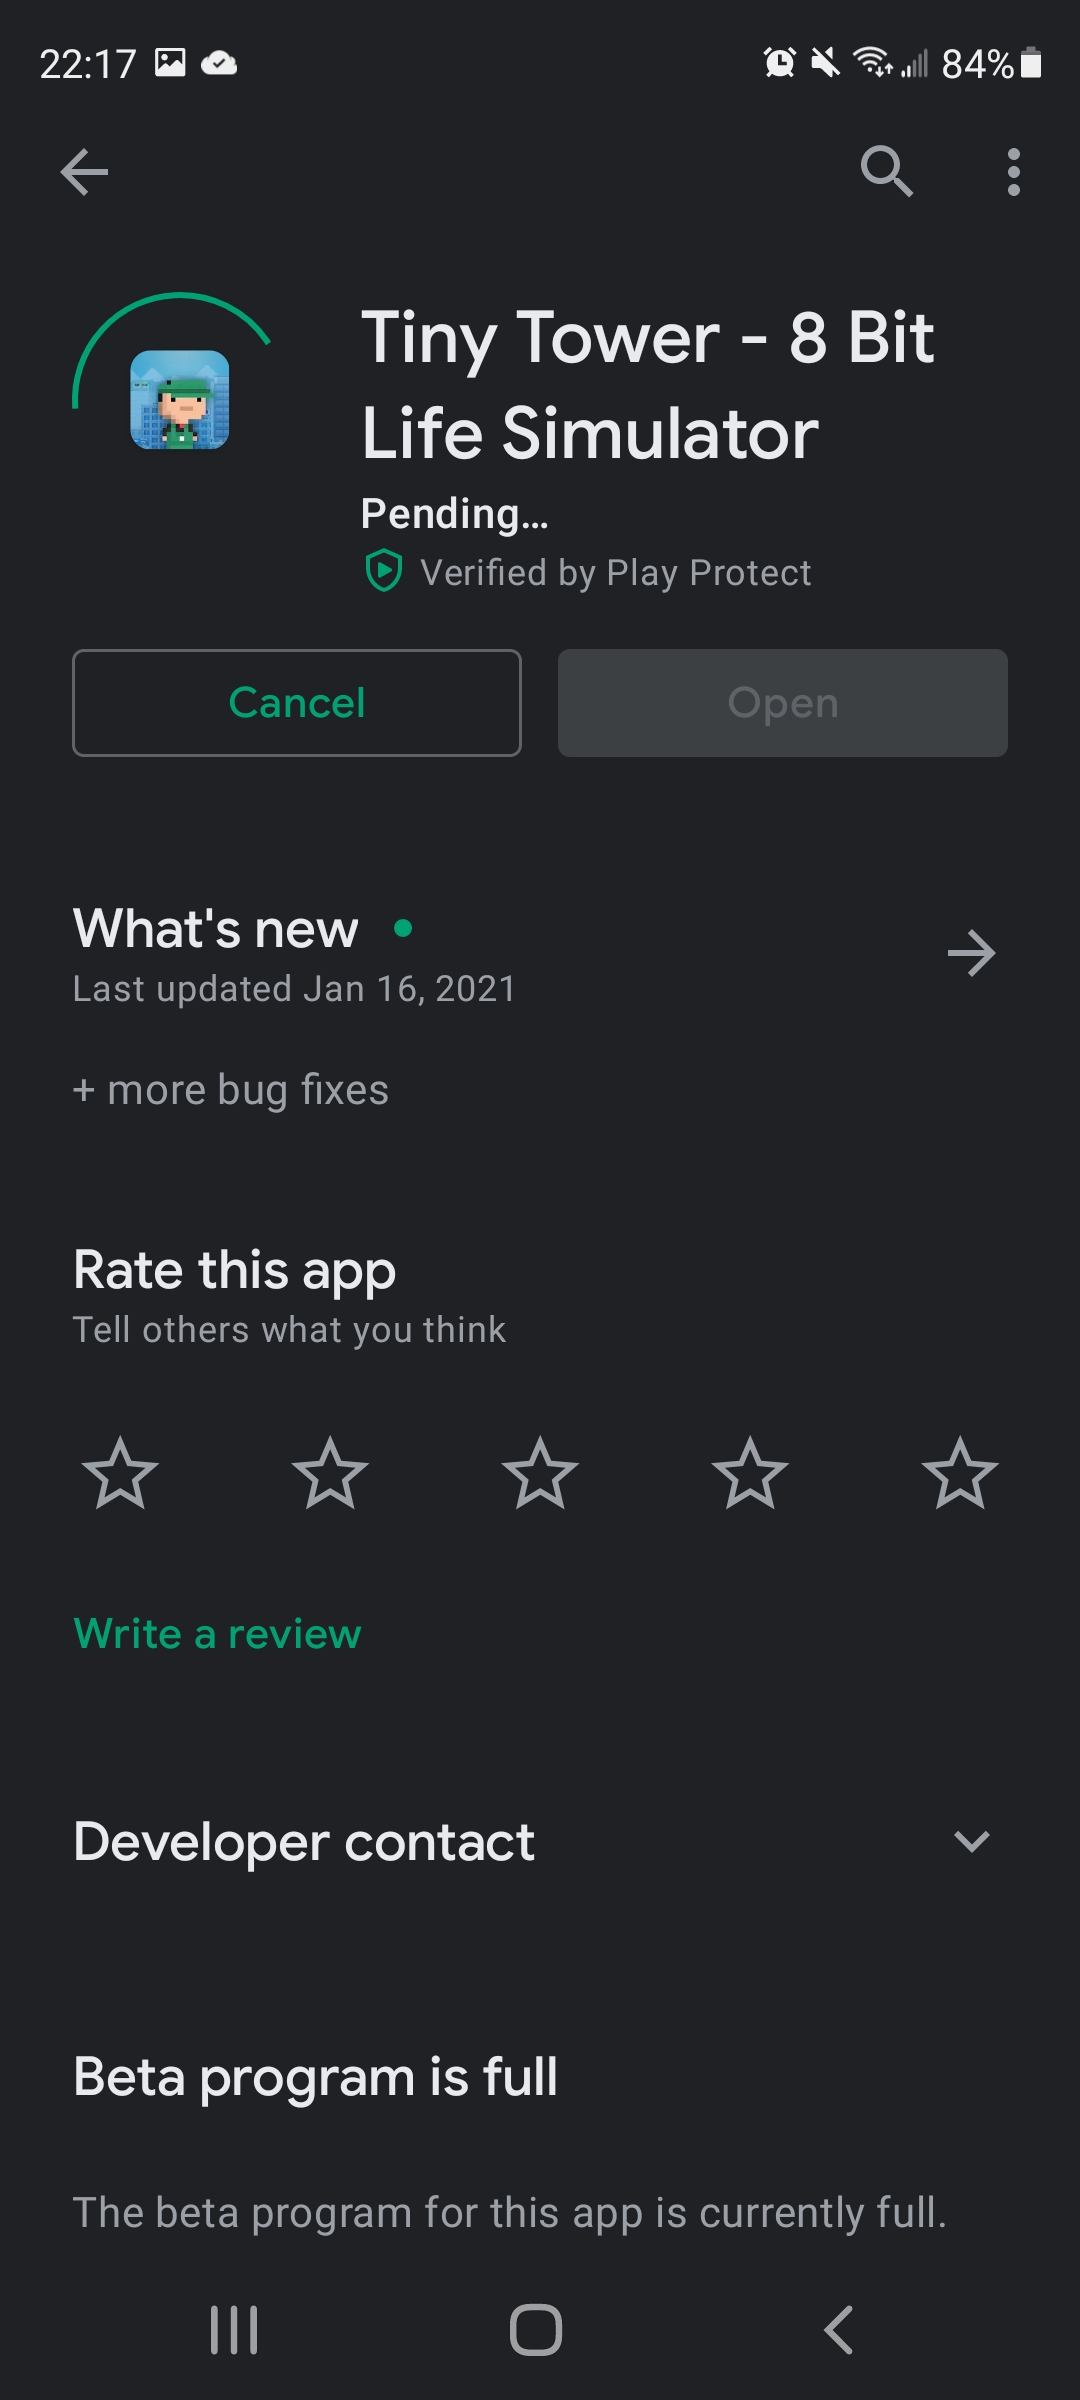 22:17
84%
Tiny Tower - 8 Bit
Life Simulator
Pending...
Verified by Play Protect
Cancel
Open
What's new
Last updated Jan 16, 2021
+ more bug fixes
Rate this app
Tell others what you think
Write a review
Developer contact
Beta program is full
The beta program for this app is currently full.